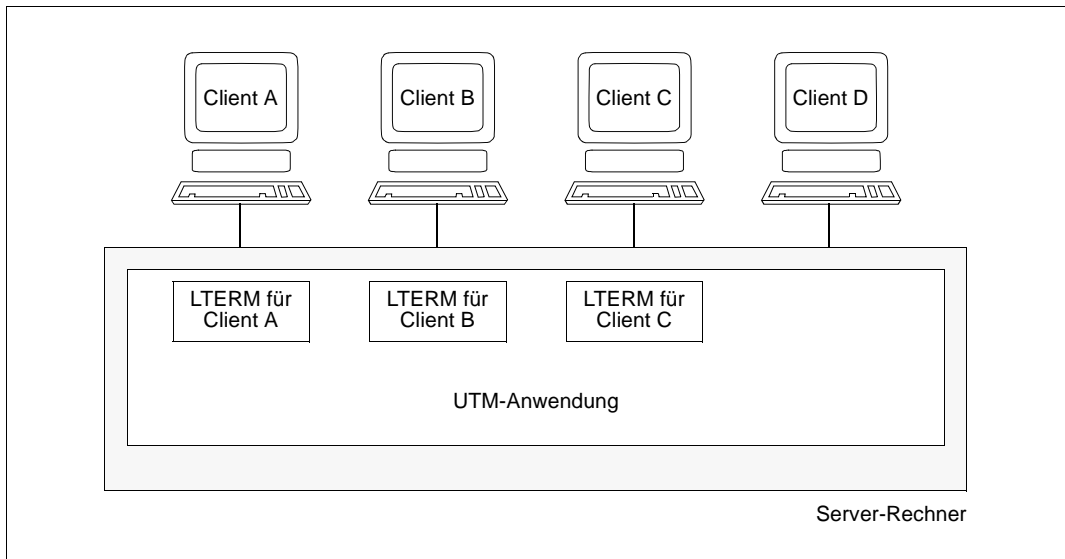 Client A
Client B
Client C
Client D
LTERM für
Client A
LTERM für
Client B
LTERM für
Client C
UTM-Anwendung
Server-Rechner